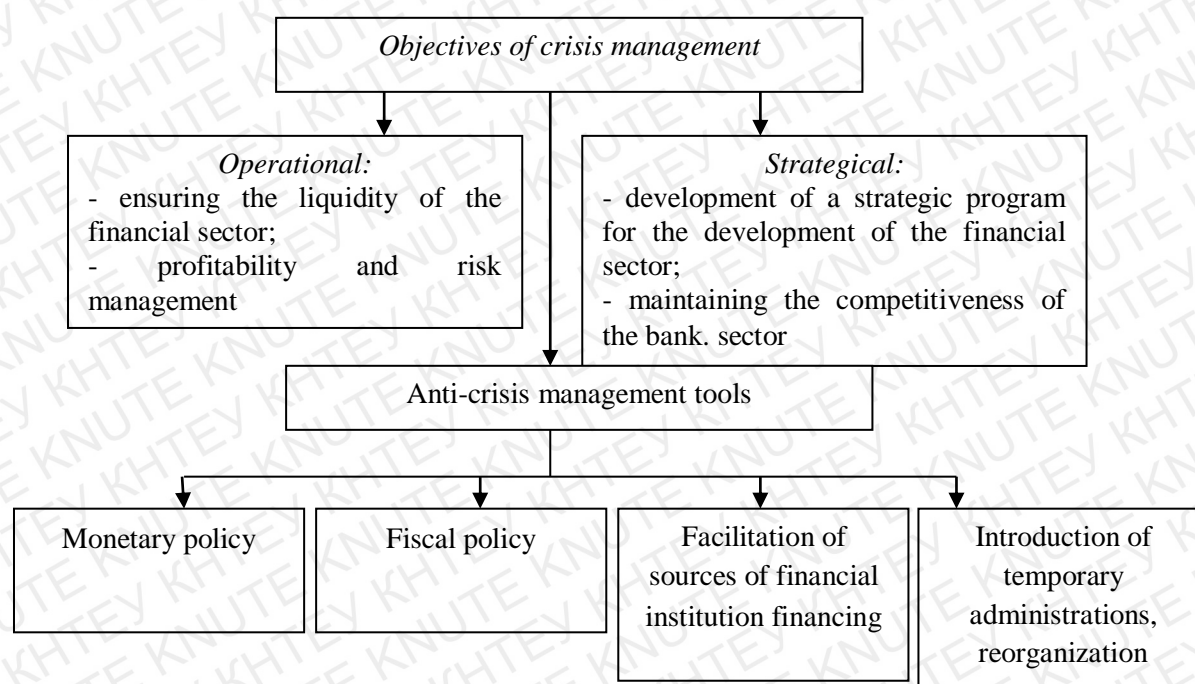 Objectives of crisis management
Operational:
- ensuring the liquidity of the
financial sector;
- profitability and risk
management
Strategical:
- development of a strategic program
for the development of the financial
sector;
- maintaining the competitiveness of
the bank. sector
Anti-crisis management tools
Monetary policy
Fiscal policy
Facilitation of
sources of financial
institution financing
Introduction of
temporary
administrations,
reorganization